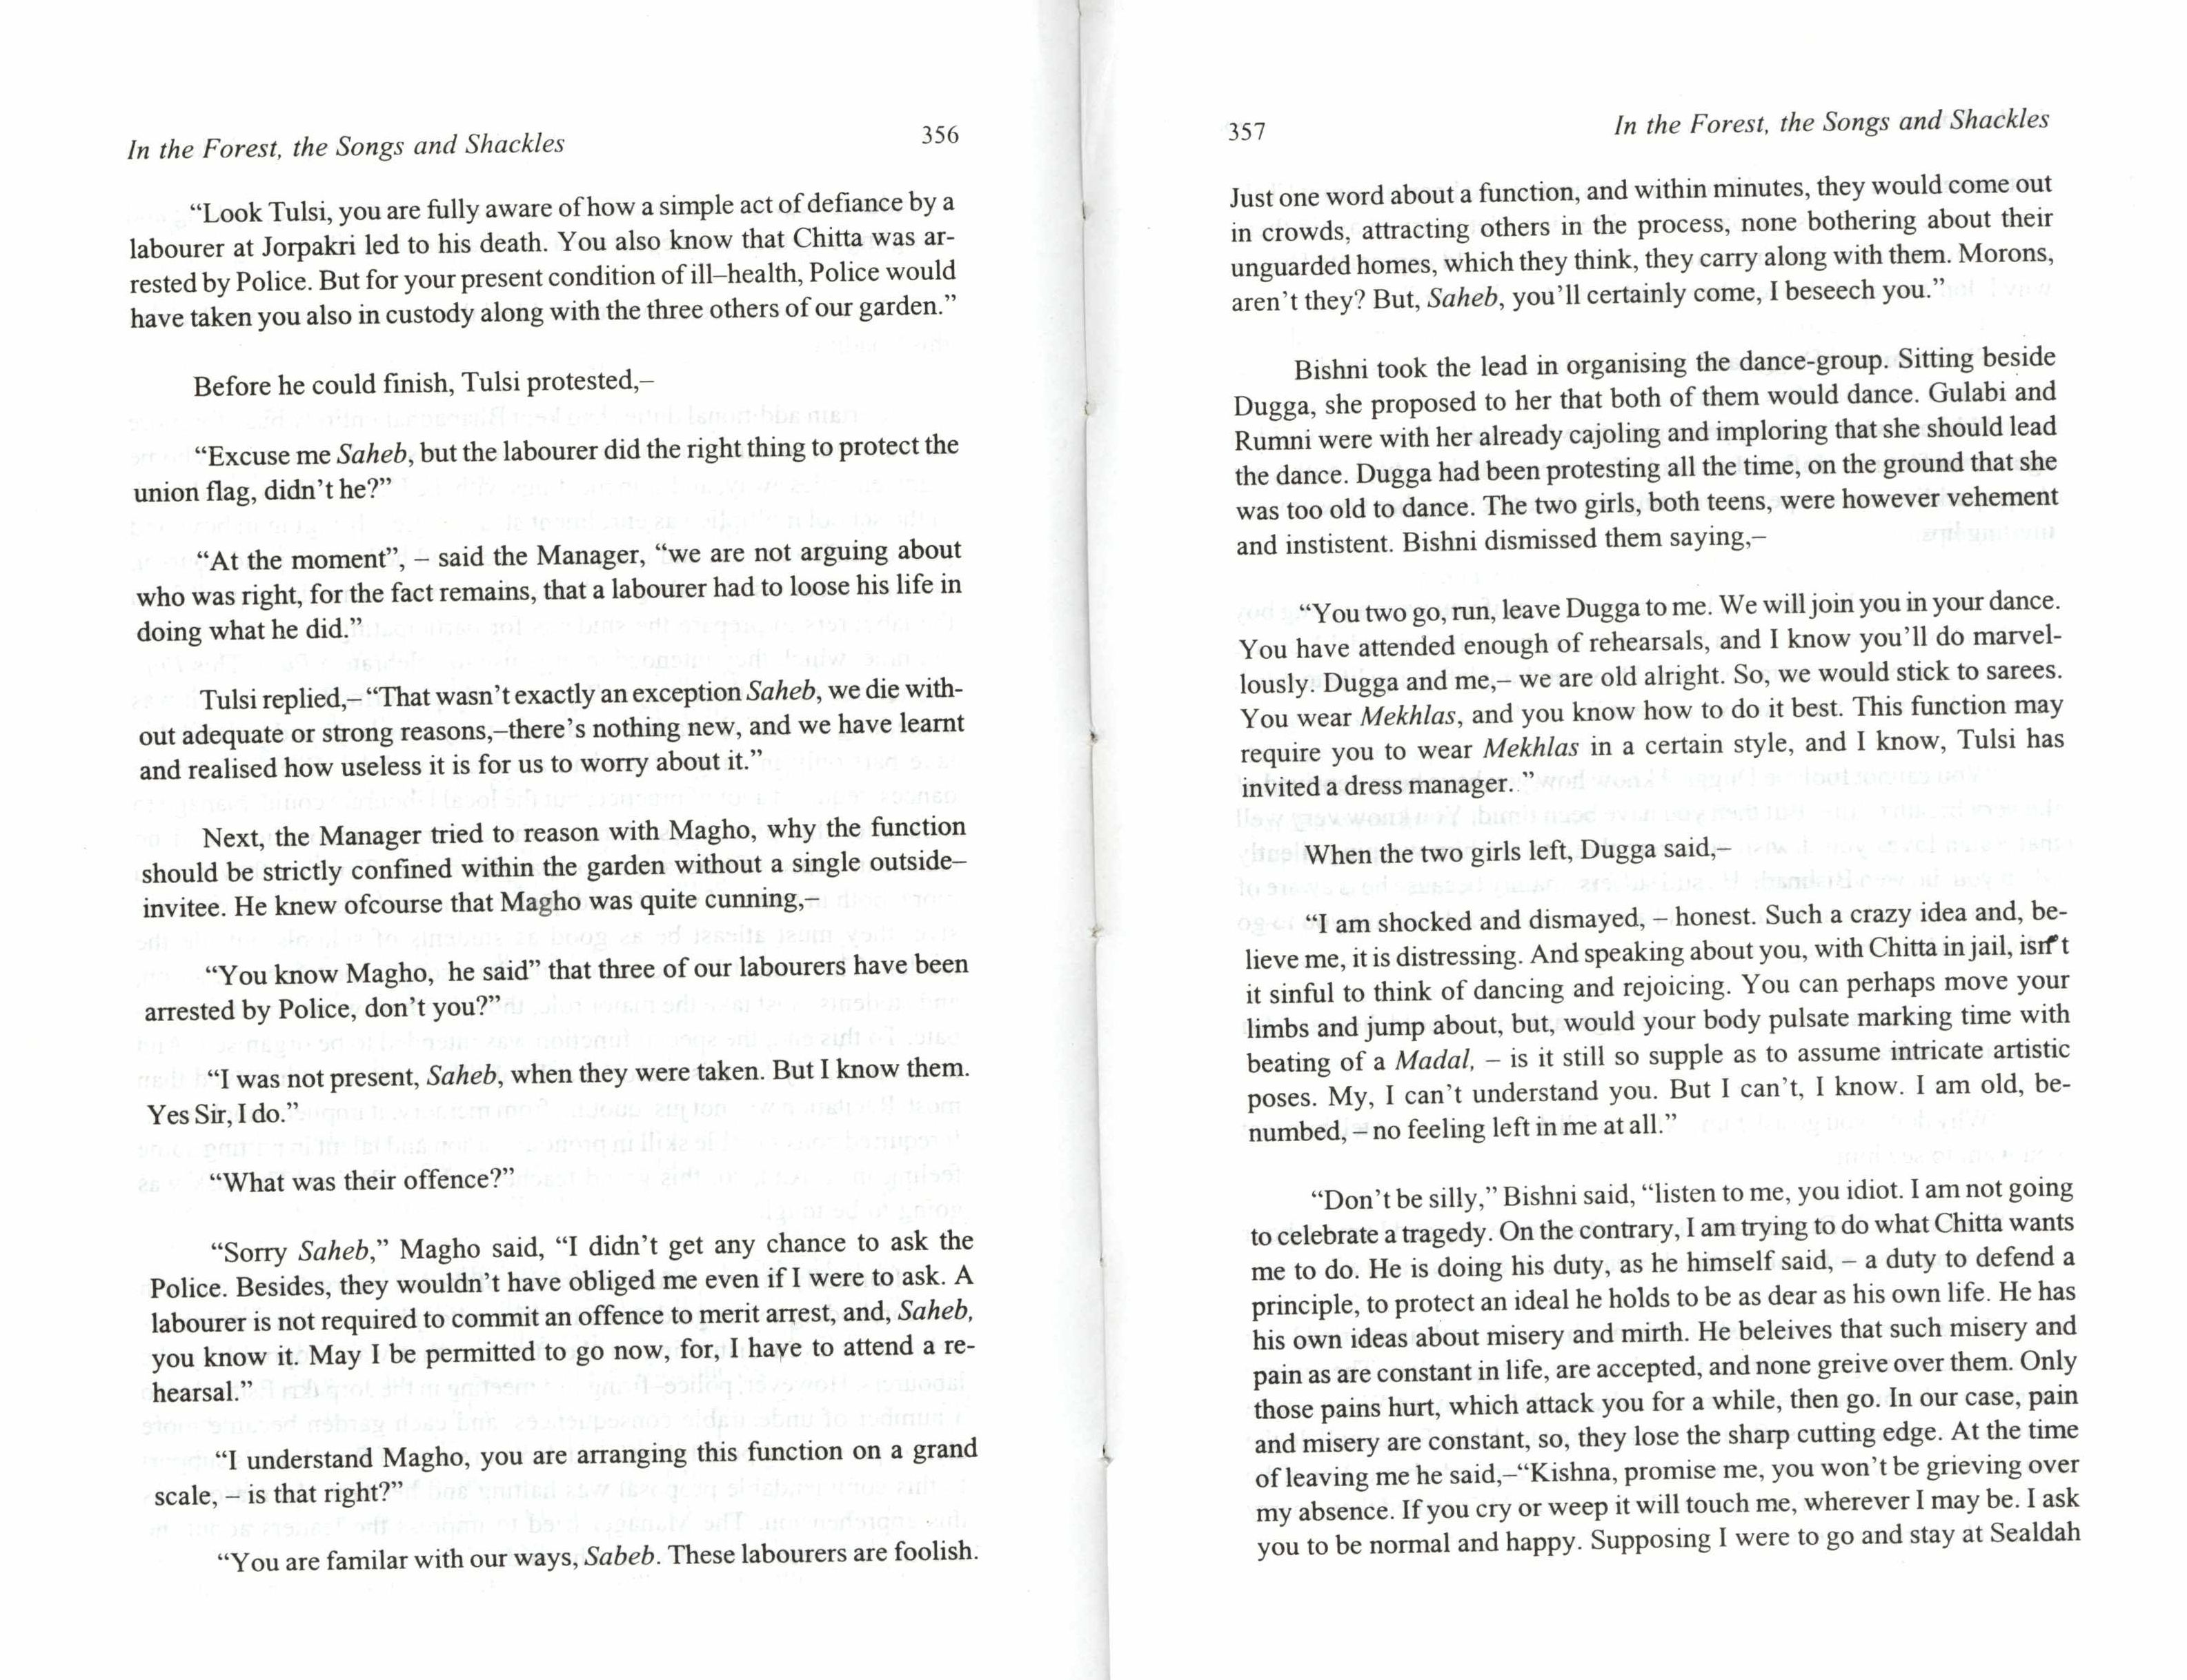 In the Forest, the Songs and Shackles 356
“Look Tulsi, you are fully aware of how a simple act of defiance by a
labourer at Jorpakri led to his death. You also know that Chitta was ar-
rested by Police. But for your present condition of ill–health, Police would
have taken you also in custody along with the three others of our garden.”
Before he could finish, Tulsi protested,–
“Excuse me Saheb, but the labourer did the right thing to protect the
union flag, didn’t he?”
“At the moment”, – said the Manager, “we are not arguing about
who was right, for the fact remains, that a labourer had to loose his life in
doing what he did.”
Tulsi replied,–“That wasn’t exactly an exception Saheb, we die with-
out adequate or strong reasons,–there’s nothing new, and we have learnt
and realised how useless it is for us to worry about it.”
Next, the Manager tried to reason with Magho, why the function
should be strictly confined within the garden without a single outside–
invitee. He knew ofcourse that Magho was quite cunning,–
“You know Magho, he said” that three of our labourers have been
arrested by Police, don’t you?”
“I was not present, Saheb, when they were taken. But I know them.
Yes Sir, I do.”
“What was their offence?”
“Sorry Saheb,” Magho said, “I didn’t get any chance to ask the
Police. Besides, they wouldn’t have obliged me even if I were to ask. A
labourer is not required to commit an offence to merit arrest, and, Saheb,
you know it. May I be permitted to go now, for, I have to attend a re-
hearsal.”
“I understand Magho, you are arranging this function on a grand
scale, – is that right?”
“You are familar with our ways, Sabeb. These labourers are foolish.
357 In the Forest, the Songs and Shackles
Just one word about a function, and within minutes, they would come out
in crowds, attracting others in the process, none bothering about their
unguarded homes, which they think, they carry along with them. Morons,
aren’t they? But, Saheb, you’ll certainly come, I beseech you.”
Bishni took the lead in organising the dance-group. Sitting beside
Dugga, she proposed to her that both of them would dance. Gulabi and
Rumni were with her already cajoling and imploring that she should lead
the dance. Dugga had been protesting all the time, on the ground that she
was too old to dance. The two girls, both teens, were however vehement
and instistent. Bishni dismissed them saying,–
“You two go, run, leave Dugga to me. We will join you in your dance.
You have attended enough of rehearsals, and I know you’ll do marvel-
lously. Dugga and me,– we are old alright. So, we would stick to sarees.
You wear Mekhlas, and you know how to do it best. This function may
require you to wear Mekhlas in a certain style, and I know, Tulsi has
invited a dress manager..”
When the two girls left, Dugga said,–
“I am shocked and dismayed, – honest. Such a crazy idea and, be-
lieve me, it is distressing. And speaking about you, with Chitta in jail, isn’t
it sinful to think of dancing and rejoicing. You can perhaps move your
limbs and jump about, but, would your body pulsate marking time with
beating of a Madal, – is it still so supple as to assume intricate artistic
poses. My, I can’t understand you. But I can’t, I know. I am old, be-
numbed, – no feeling left in me at all.”
“Don’t be silly,” Bishni said, “listen to me, you idiot. I am not going
to celebrate a tragedy. On the contrary, I am trying to do what Chitta wants
me to do. He is doing his duty, as he himself said, – a duty to defend a
principle, to protect an ideal he holds to be as dear as his own life. He has
his own ideas about misery and mirth. He beleives that such misery and
pain as are constant in life, are accepted, and none greive over them. Only
those pains hurt, which attack you for a while, then go. In our case, pain
and misery are constant, so, they lose the sharp cutting edge. At the time
of leaving me he said,–“Kishna, promise me, you won’t be grieving over
my absence. If you cry or weep it will touch me, wherever I may be. I ask
you to be normal and happy. Supposing I were to go and stay at Sealdah